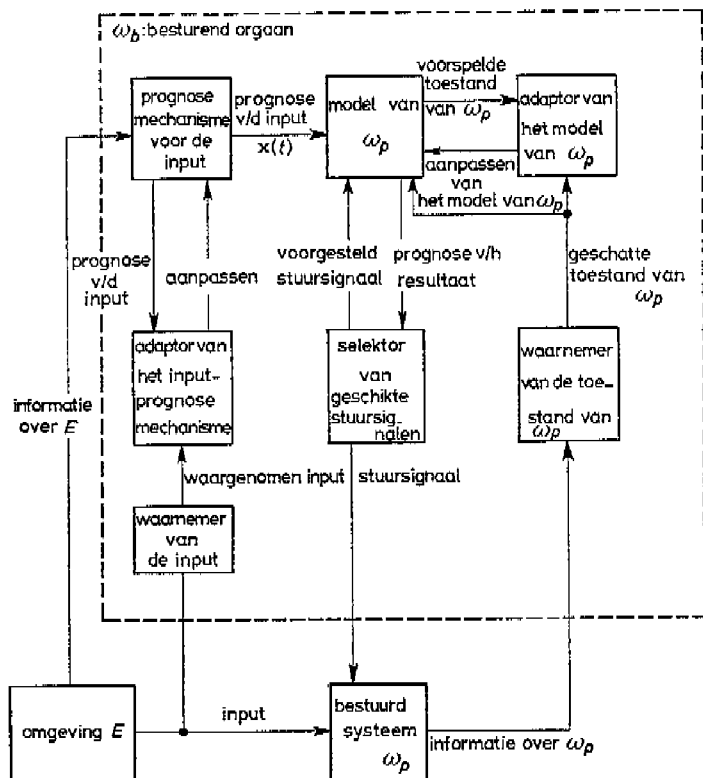 ω_b: besturend orgaan
prognose
mechanisme
voor de
input
prognose
v/d input
x(t)
model van
ω_p
voorspelde
toestand
van ω_p
adaptor van
het model
van ω_p
aanpassen
van
het model van ω_p
prognose
v/d
input
aanpassen
voorgesteld
stuursignaal
prognose v/h
resultaat
geschatte
toestand van
ω_p
informatie
over E
adaptor van
het input-
prognose
mechanisme
selektor
van
geschikte
stuursig-
nalen
waarnemer
van de toe-
stand van
ω_p
waargenomen input
stuursignaal
waarnemer
van
de input
omgeving E
input
bestuurd
systeem
ω_p
informatie over ω_p